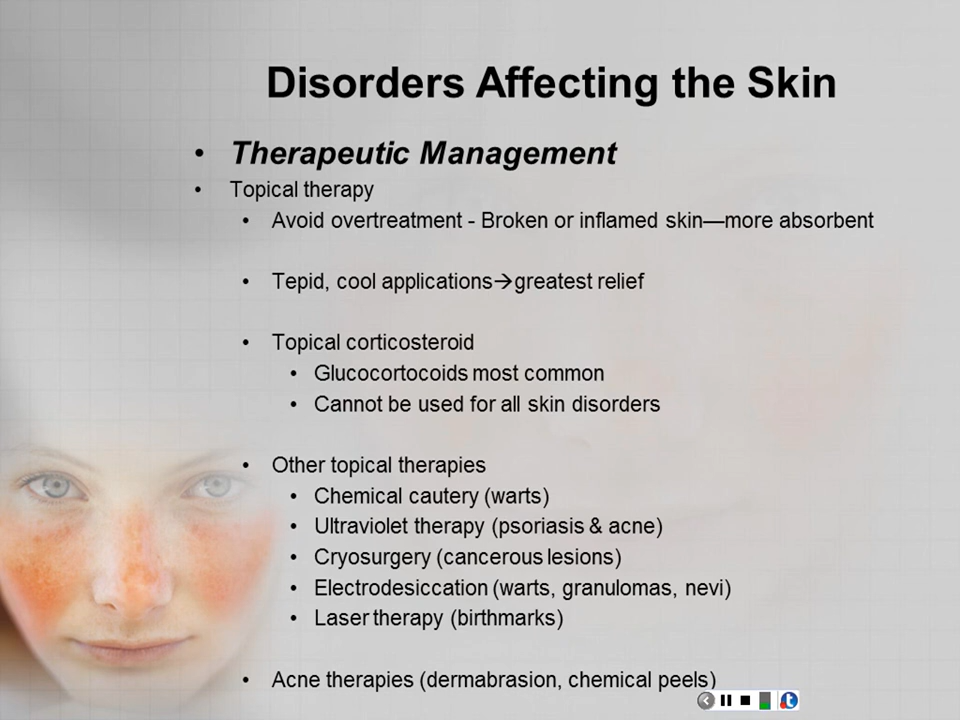 Disorders Affecting the Skin
• Therapeutic Management
• Topical therapy
• Avoid overtreatment - Broken or inflamed skin—more absorbent
• Tepid, cool applications→greatest relief
• Topical corticosteroid
• Glucocortocoids most common
• Cannot be used for all skin disorders
• Other topical therapies
• Chemical cautery (warts)
• Ultraviolet therapy (psoriasis & acne)
• Cryosurgery (cancerous lesions)
• Electrodesiccation (warts, granulomas, nevi)
• Laser therapy (birthmarks)
• Acne therapies (dermabrasion, chemical peels)
t